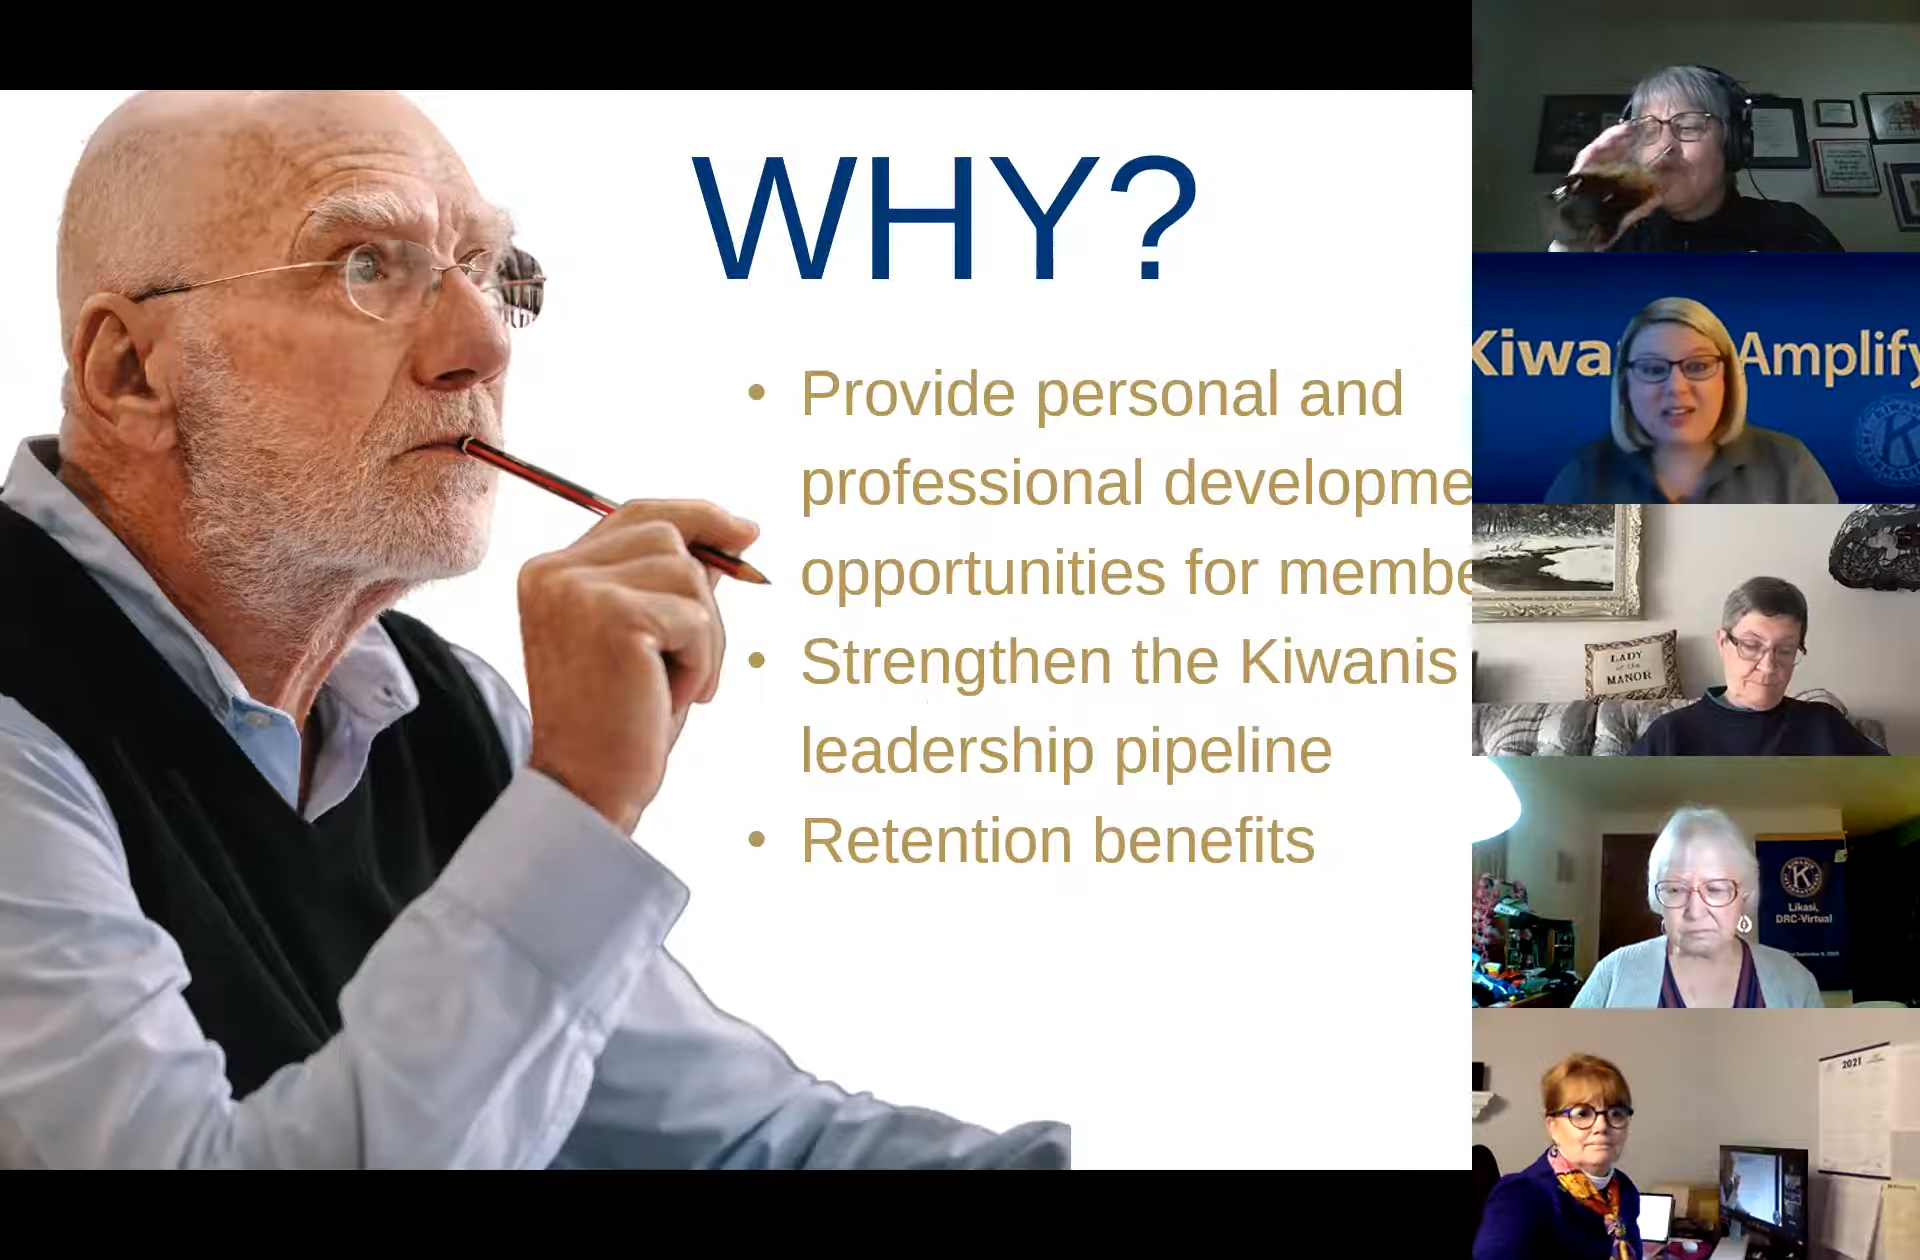 WHY?
• Provide personal and
professional developme
opportunities for membe
• Strengthen the Kiwanis
leadership pipeline
• Retention benefits
Kiwa Amplify
K
LADY
of the
MANOR
K
Likasi,
DRC-Virtual
2021